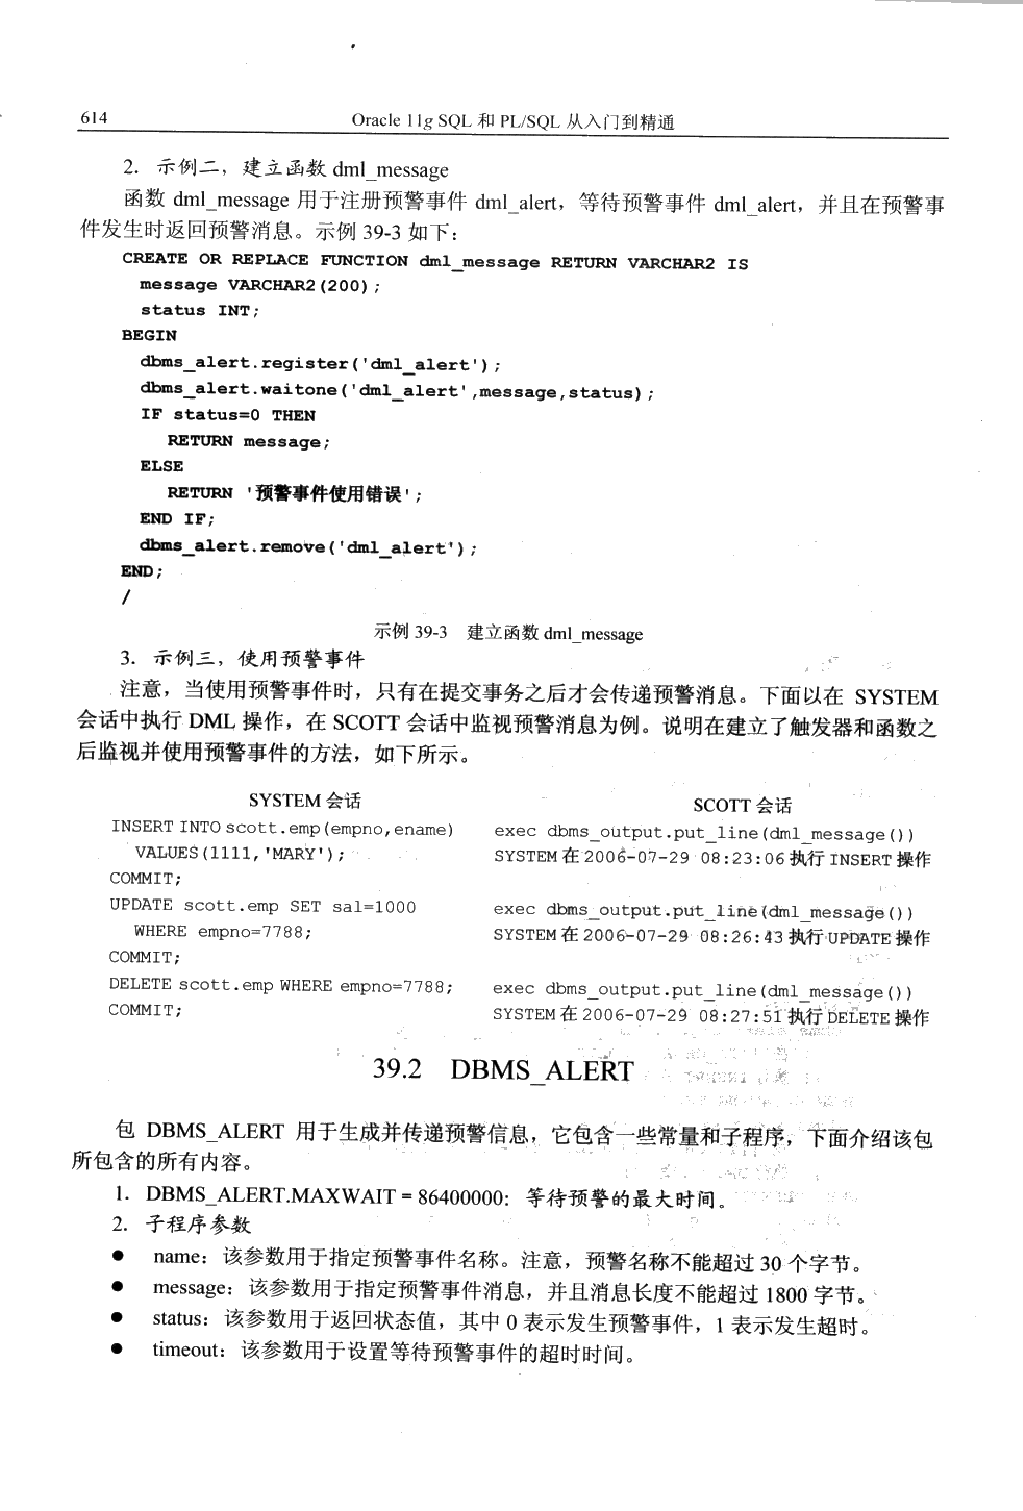 614
Oracle 11g SQL 和 PL/SQL 从入门到精通
2. 示例二，建立函数 dml_message
函数 dml_message 用于注册预警事件 dml_alert，等待预警事件 dml_alert，并且在预警事
件发生时返回预警消息。示例 39-3 如下：
CREATE OR REPLACE FUNCTION dml_message RETURN VARCHAR2 IS
message VARCHAR2(200);
status INT;
BEGIN
dbms_alert.register('dml_alert');
dbms_alert.waitone('dml_alert',message,status);
IF status=0 THEN
RETURN message;
ELSE
RETURN '预警事件使用错误';
END IF;
dbms_alert.remove('dml_alert');
END;
/
示例 39-3 建立函数 dml_message
3. 示例三，使用预警事件
注意，当使用预警事件时，只有在提交事务之后才会传递预警消息。下面以在 SYSTEM
会话中执行 DML 操作，在 SCOTT 会话中监视预警消息为例。说明在建立了触发器和函数之
后监视并使用预警事件的方法，如下所示。
SYSTEM 会话
INSERT INTO scott.emp(empno,ename)
VALUES(1111,'MARY');
COMMIT;
UPDATE scott.emp SET sal=1000
WHERE empno=7788;
COMMIT;
DELETE scott.emp WHERE empno=7788;
COMMIT;
SCOTT 会话
exec dbms_output.put_line(dml_message())
SYSTEM 在 2006-07-29 08:23:06 执行 INSERT 操作
exec dbms_output.put_line(dml_message())
SYSTEM 在 2006-07-29 08:26:43 执行 UPDATE 操作
exec dbms_output.put_line(dml_message())
SYSTEM 在 2006-07-29 08:27:51 执行 DELETE 操作
39.2 DBMS_ALERT
包 DBMS_ALERT 用于生成并传递预警信息，它包含一些常量和子程序，下面介绍该包
所包含的所有内容。
1. DBMS_ALERT.MAXWAIT = 86400000：等待预警的最大时间。
2. 子程序参数
● name：该参数用于指定预警事件名称。注意，预警名称不能超过 30 个字节。
● message：该参数用于指定预警事件消息，并且消息长度不能超过 1800 字节。
● status：该参数用于返回状态值，其中 0 表示发生预警事件，1 表示发生超时。
● timeout：该参数用于设置等待预警事件的超时时间。